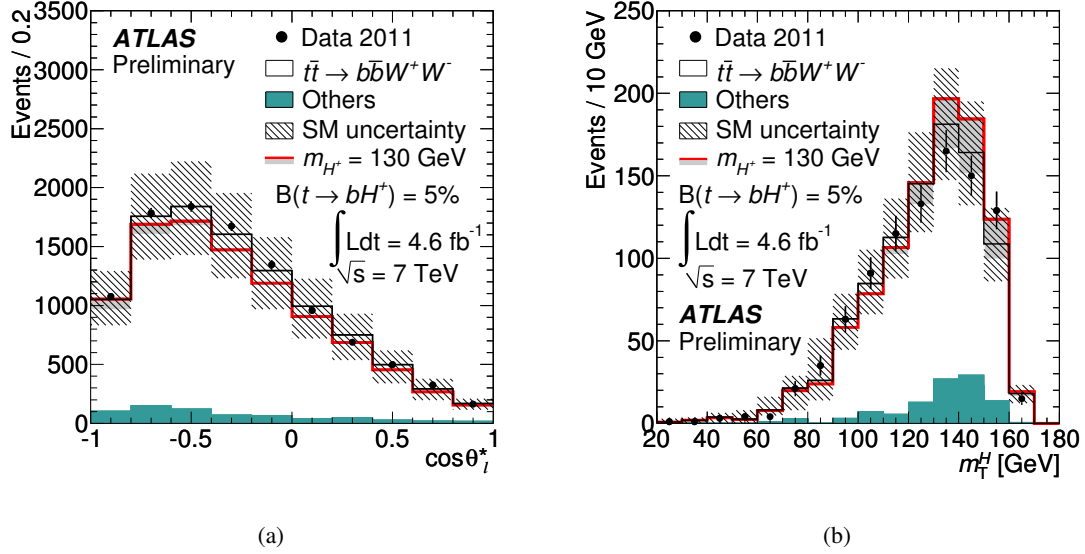 Events / 0.2
3500
3000
2500
2000
1500
1000
500
0
ATLAS
Preliminary
Data 2011
tt̄ → bb̄W⁺W⁻
Others
SM uncertainty
m_H⁺ = 130 GeV
B(t → bH⁺) = 5%
∫ Ldt = 4.6 fb⁻¹
√s = 7 TeV
-1 -0.5 0 0.5 1
cosθ*_l
(a)
Events / 10 GeV
250
200
150
100
50
0
Data 2011
tt̄ → bb̄W⁺W⁻
Others
SM uncertainty
m_H⁺ = 130 GeV
B(t → bH⁺) = 5%
∫ Ldt = 4.6 fb⁻¹
√s = 7 TeV
ATLAS
Preliminary
20 40 60 80 100 120 140 160 180
m_T^H [GeV]
(b)